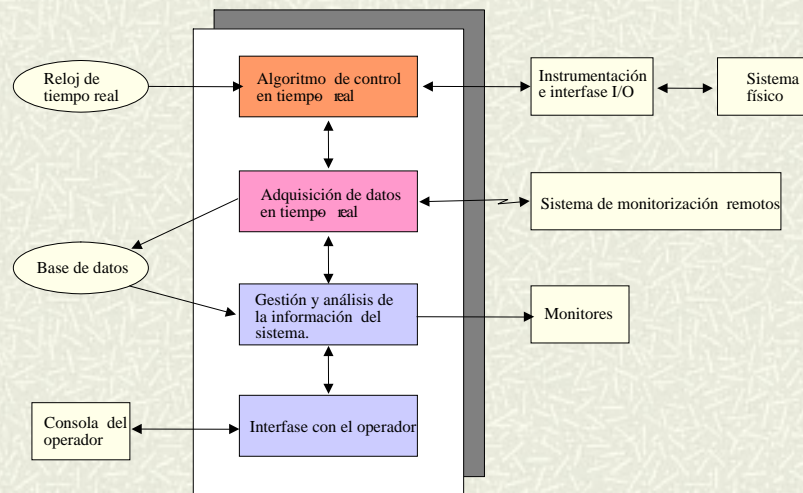 Reloj de
tiempo real
Algoritmo de control
en tiempo real
Instrumentación
e interfase I/O
Sistema
físico
Adquisición de datos
en tiempo real
Sistema de monitorización remotos
Base de datos
Gestión y análisis de
la información del
sistema.
Monitores
Consola del
operador
Interfase con el operador